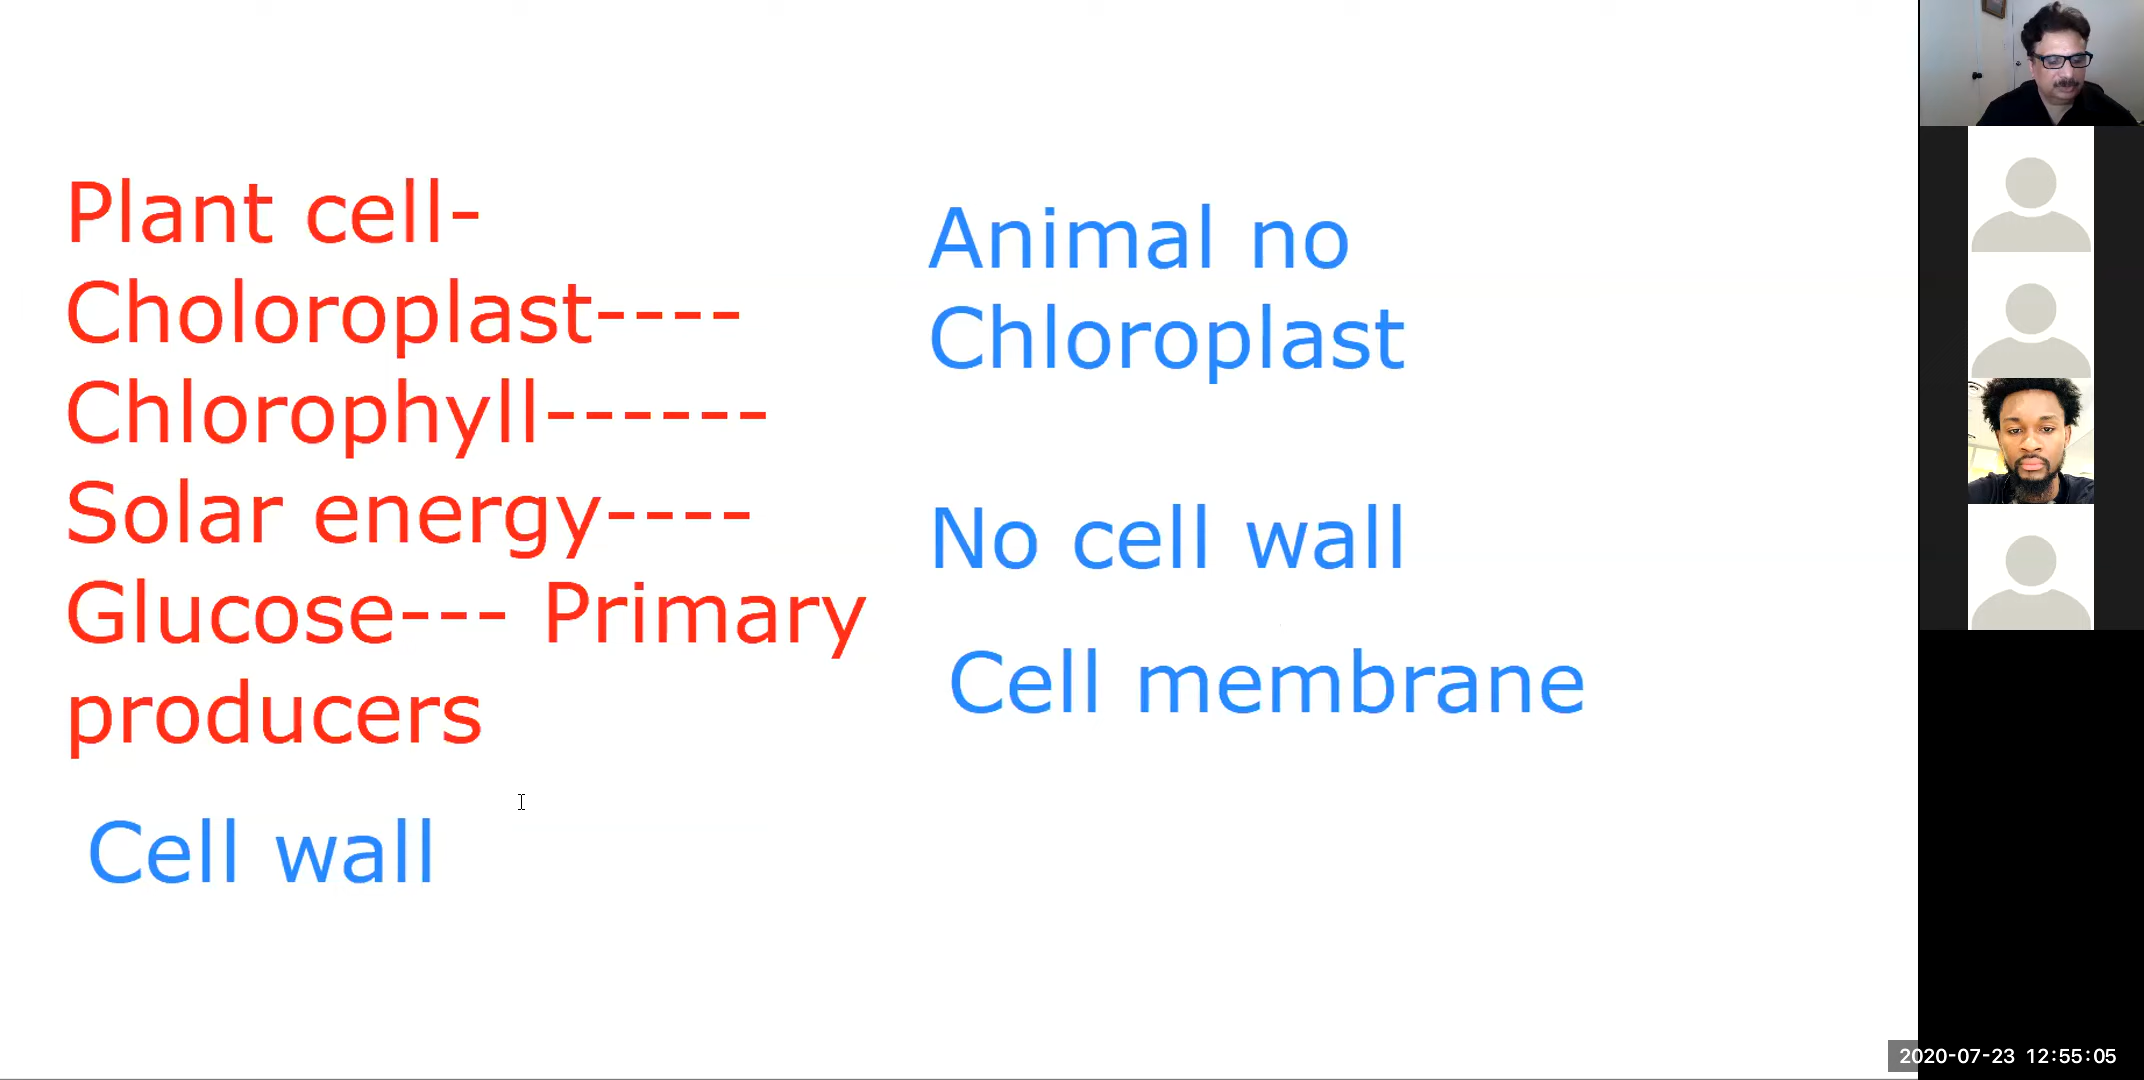 Plant cell-
Choloroplast----
Chlorophyll------
Solar energy----
Glucose--- Primary
producers
Cell wall
Animal no
Chloroplast
No cell wall
Cell membrane
2020-07-23 12:55:05